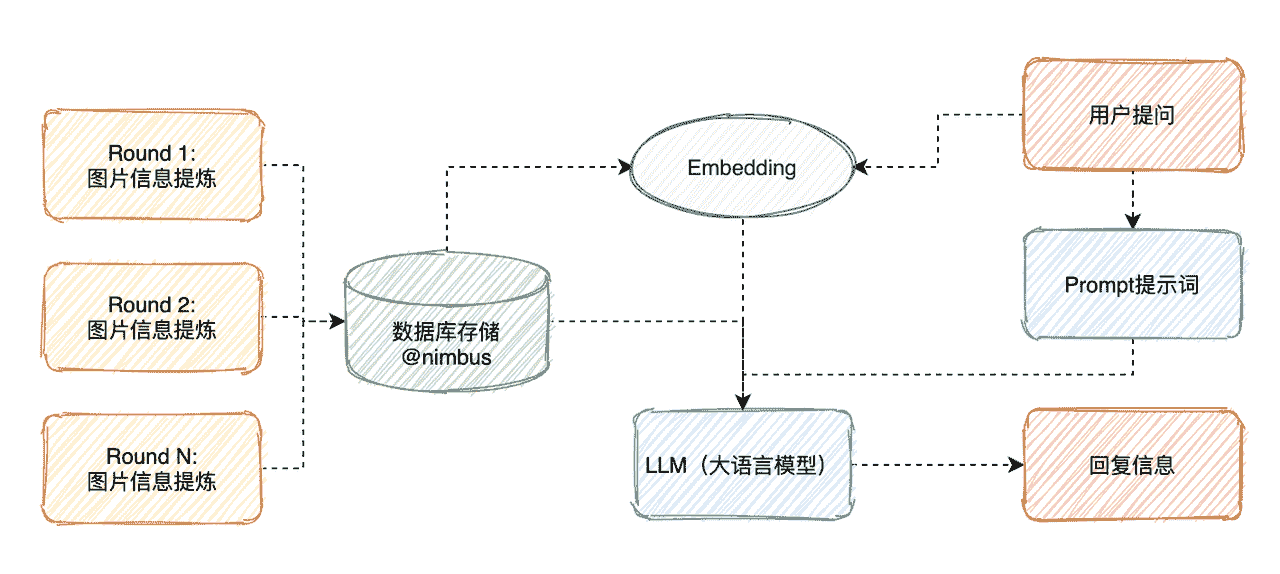 Round 1:
图片信息提炼
Round 2:
图片信息提炼
Round N:
图片信息提炼
数据库存储
@nimbus
Embedding
用户提问
Prompt提示词
LLM（大语言模型）
回复信息